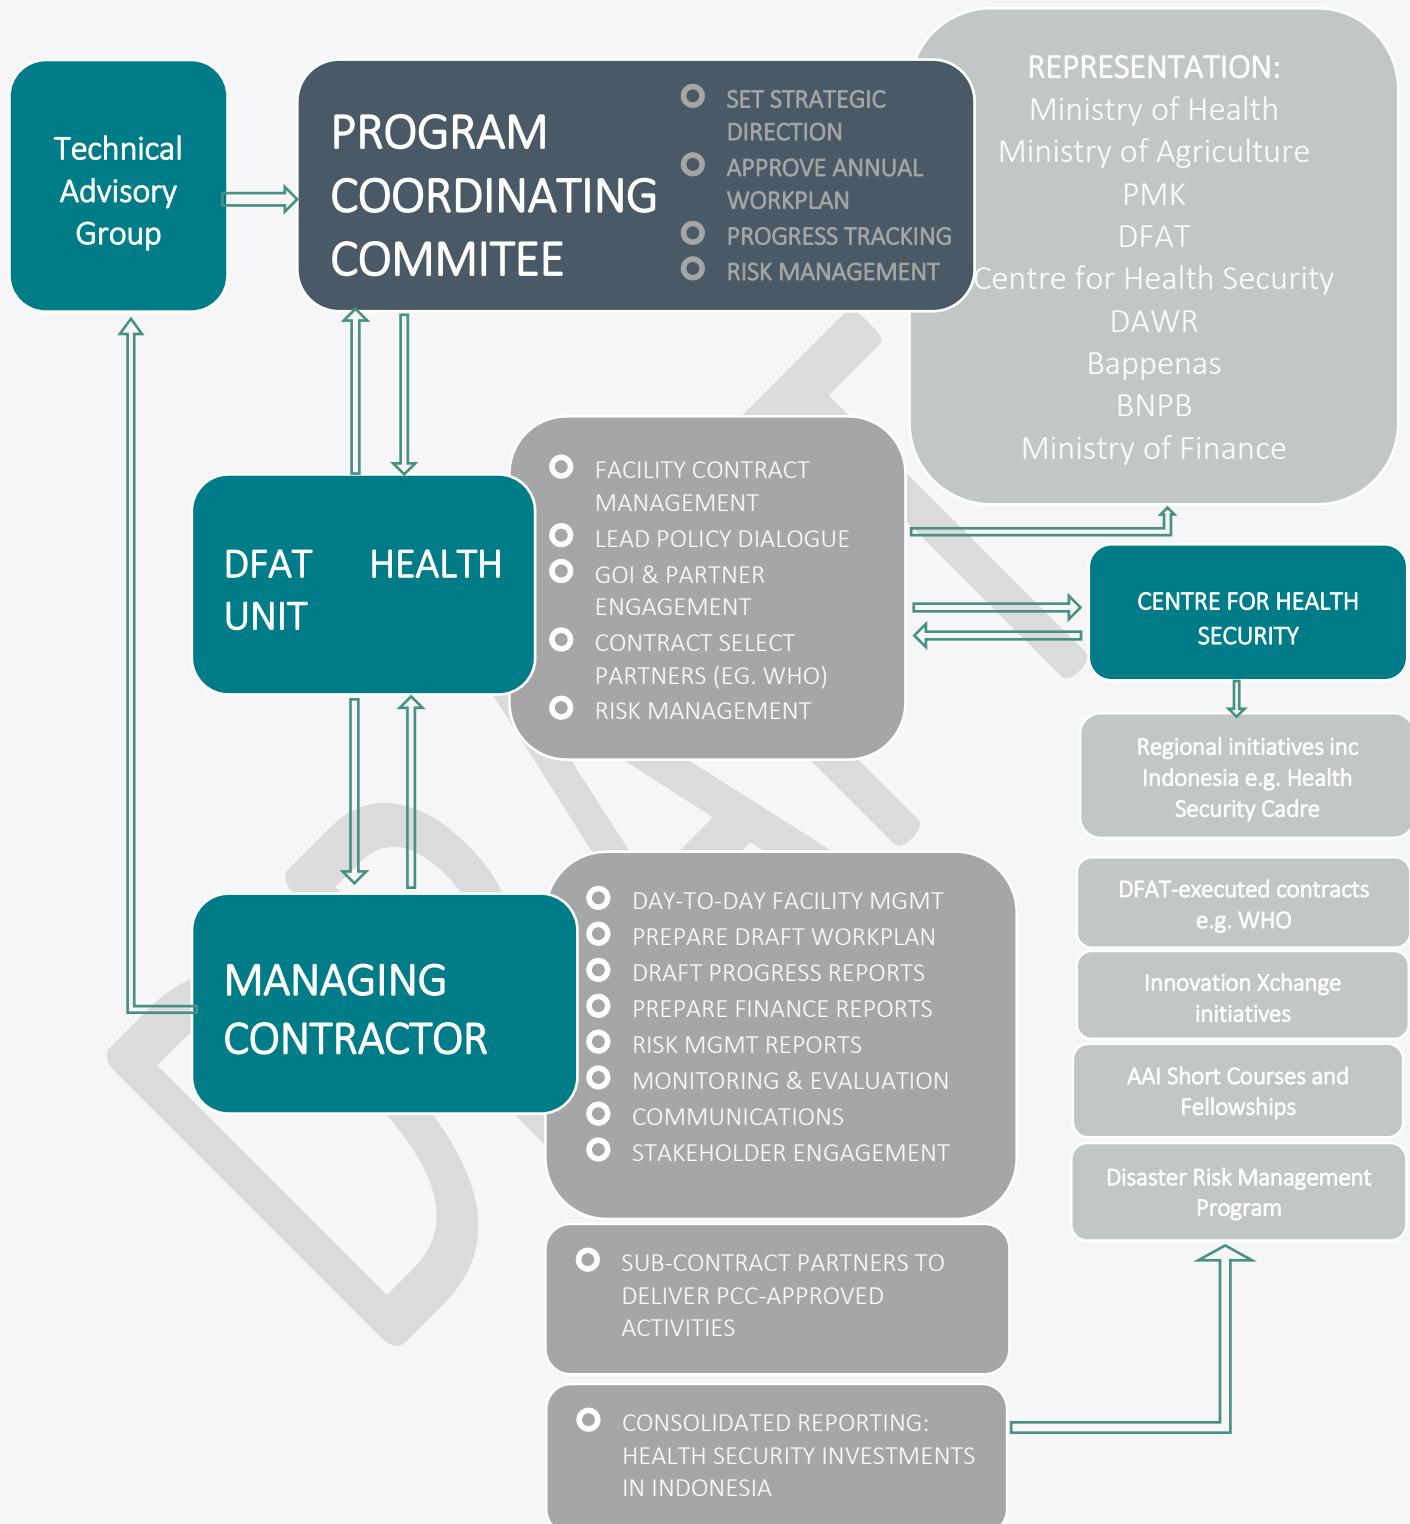 Technical
Advisory
Group
PROGRAM
COORDINATING
COMMITEE
SET STRATEGIC
DIRECTION
APPROVE ANNUAL
WORKPLAN
PROGRESS TRACKING
RISK MANAGEMENT
REPRESENTATION:
Ministry of Health
Ministry of Agriculture
PMK
DFAT
Centre for Health Security
DAWR
Bappenas
BNPB
Ministry of Finance
DFAT HEALTH
UNIT
FACILITY CONTRACT
MANAGEMENT
LEAD POLICY DIALOGUE
GOI & PARTNER
ENGAGEMENT
CONTRACT SELECT
PARTNERS (EG. WHO)
RISK MANAGEMENT
CENTRE FOR HEALTH
SECURITY
Regional initiatives inc
Indonesia e.g. Health
Security Cadre
DFAT-executed contracts
e.g. WHO
Innovation Xchange
initiatives
AAI Short Courses and
Fellowships
Disaster Risk Management
Program
MANAGING
CONTRACTOR
DAY-TO-DAY FACILITY MGMT
PREPARE DRAFT WORKPLAN
DRAFT PROGRESS REPORTS
PREPARE FINANCE REPORTS
RISK MGMT REPORTS
MONITORING & EVALUATION
COMMUNICATIONS
STAKEHOLDER ENGAGEMENT
SUB-CONTRACT PARTNERS TO
DELIVER PCC-APPROVED
ACTIVITIES
CONSOLIDATED REPORTING:
HEALTH SECURITY INVESTMENTS
IN INDONESIA
DRAFT